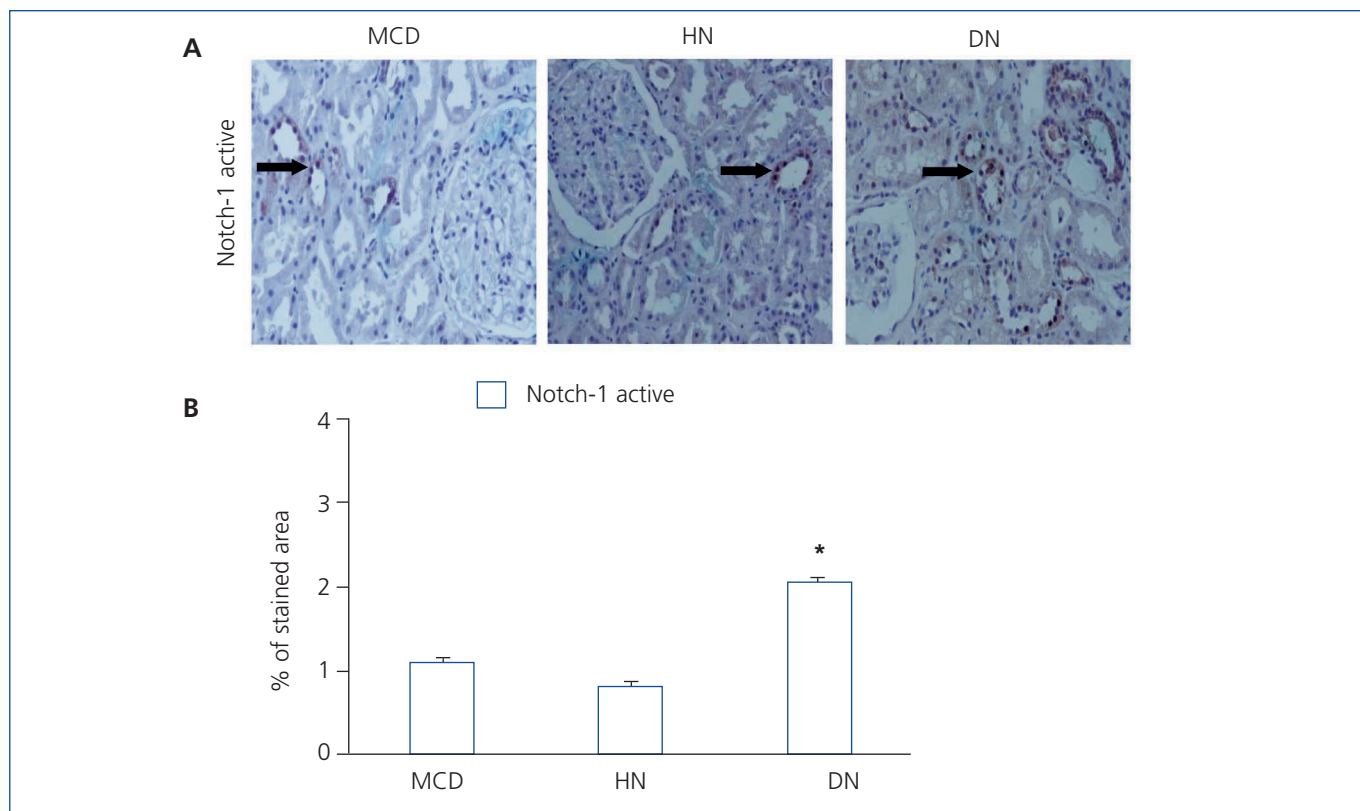 A
MCD HN DN
Notch-1 active
B
Notch-1 active
4
3
2
1
0
% of stained area
*
MCD HN DN